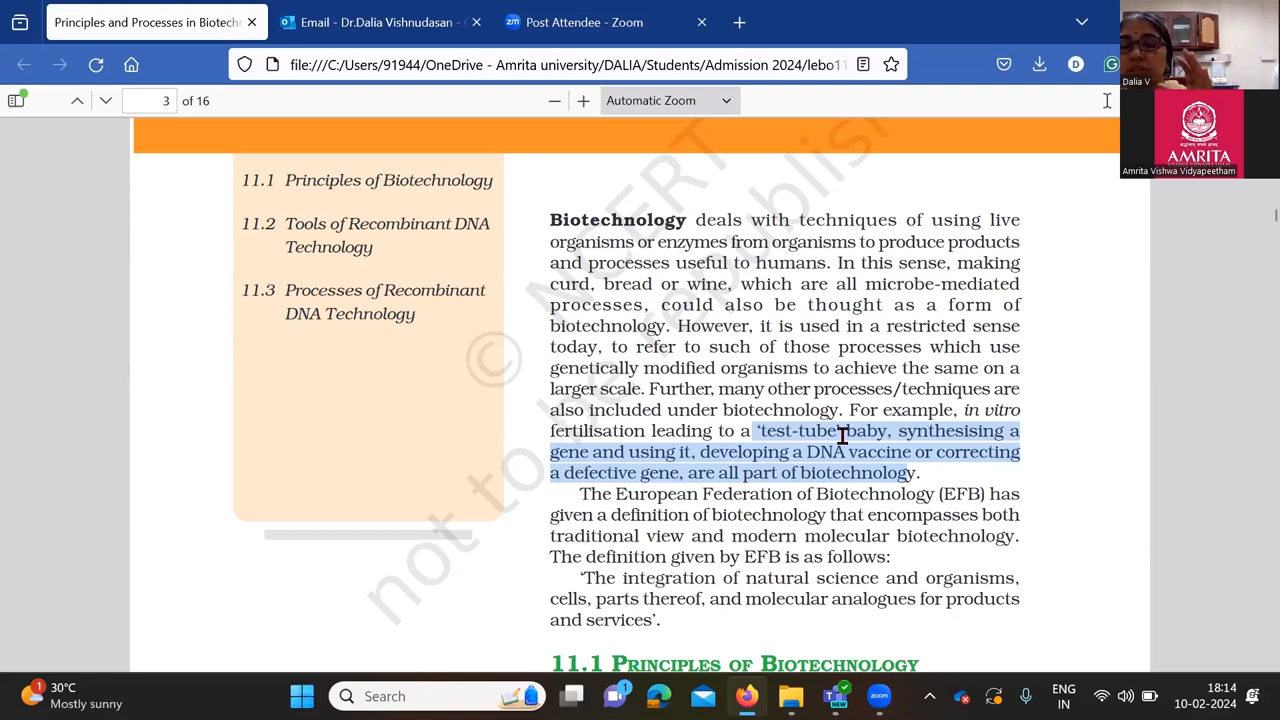 Principles and Processes in Biotech
Email - Dr.Dalia Vishnudasan -
Post Attendee - Zoom
file:///C:/Users/91944/OneDrive - Amrita university/DALIA/Students/Admission 2024/lebo11
3 of 16
Automatic Zoom
Dalia V
AMRITA
Amrita Vishwa Vidyapeetham
11.1 Principles of Biotechnology
11.2 Tools of Recombinant DNA
Technology
11.3 Processes of Recombinant
DNA Technology
Biotechnology deals with techniques of using live
organisms or enzymes from organisms to produce products
and processes useful to humans. In this sense, making
curd, bread or wine, which are all microbe-mediated
processes, could also be thought as a form of
biotechnology. However, it is used in a restricted sense
today, to refer to such of those processes which use
genetically modified organisms to achieve the same on a
larger scale. Further, many other processes/techniques are
also included under biotechnology. For example, in vitro
fertilisation leading to a ‘test-tube’ baby, synthesising a
gene and using it, developing a DNA vaccine or correcting
a defective gene, are all part of biotechnology.
The European Federation of Biotechnology (EFB) has
given a definition of biotechnology that encompasses both
traditional view and modern molecular biotechnology.
The definition given by EFB is as follows:
‘The integration of natural science and organisms,
cells, parts thereof, and molecular analogues for products
and services’.
11.1 Principles of Biotechnology
© NCERT
not to be republis
30°C
Mostly sunny
Search
ENG
IN
18:14
10-02-2024